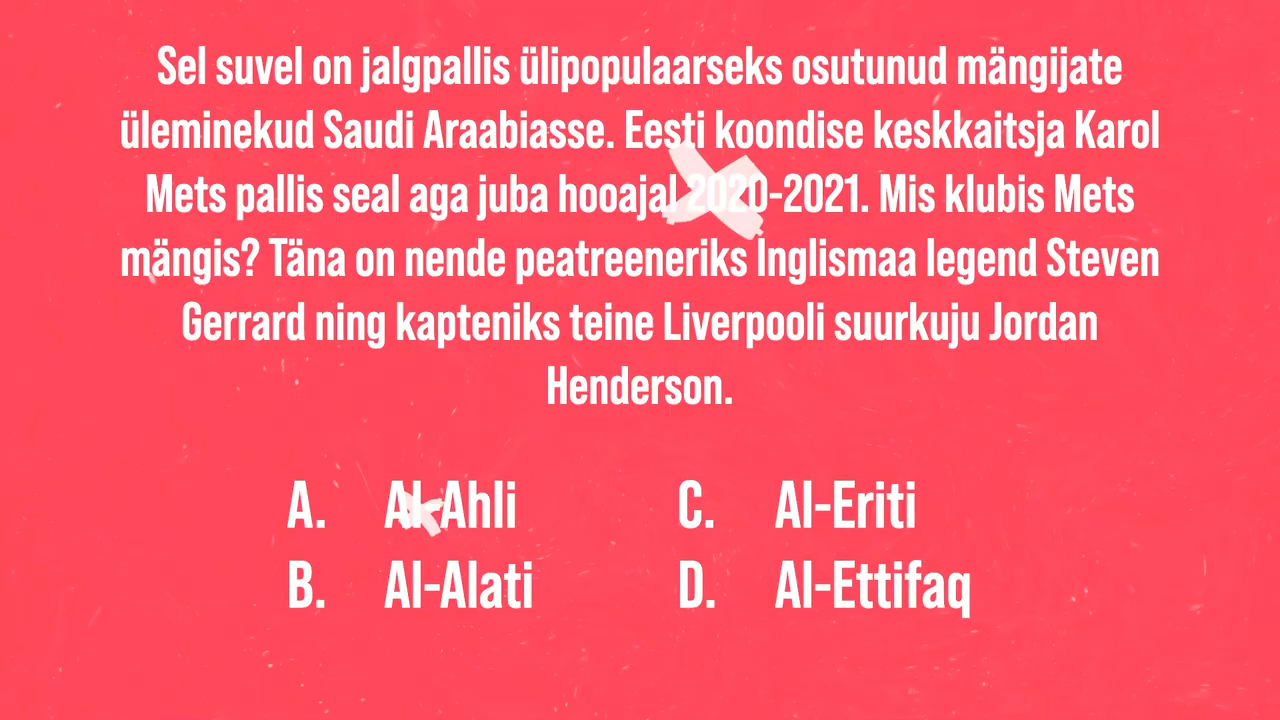 Sel suvel on jalgpallis ülipopulaarseks osutunud mängijate
üleminekud Saudi Araabiasse. Eesti koondise keskkaitsja Karol
Mets pallis seal aga juba hooajal 2020-2021. Mis klubis Mets
mängis? Täna on nende peatreeneriks Inglismaa legend Steven
Gerrard ning kapteniks teine Liverpooli suurkuju Jordan
Henderson.
A. Al-Ahli C. Al-Eriti
B. Al-Alati D. Al-Ettifaq